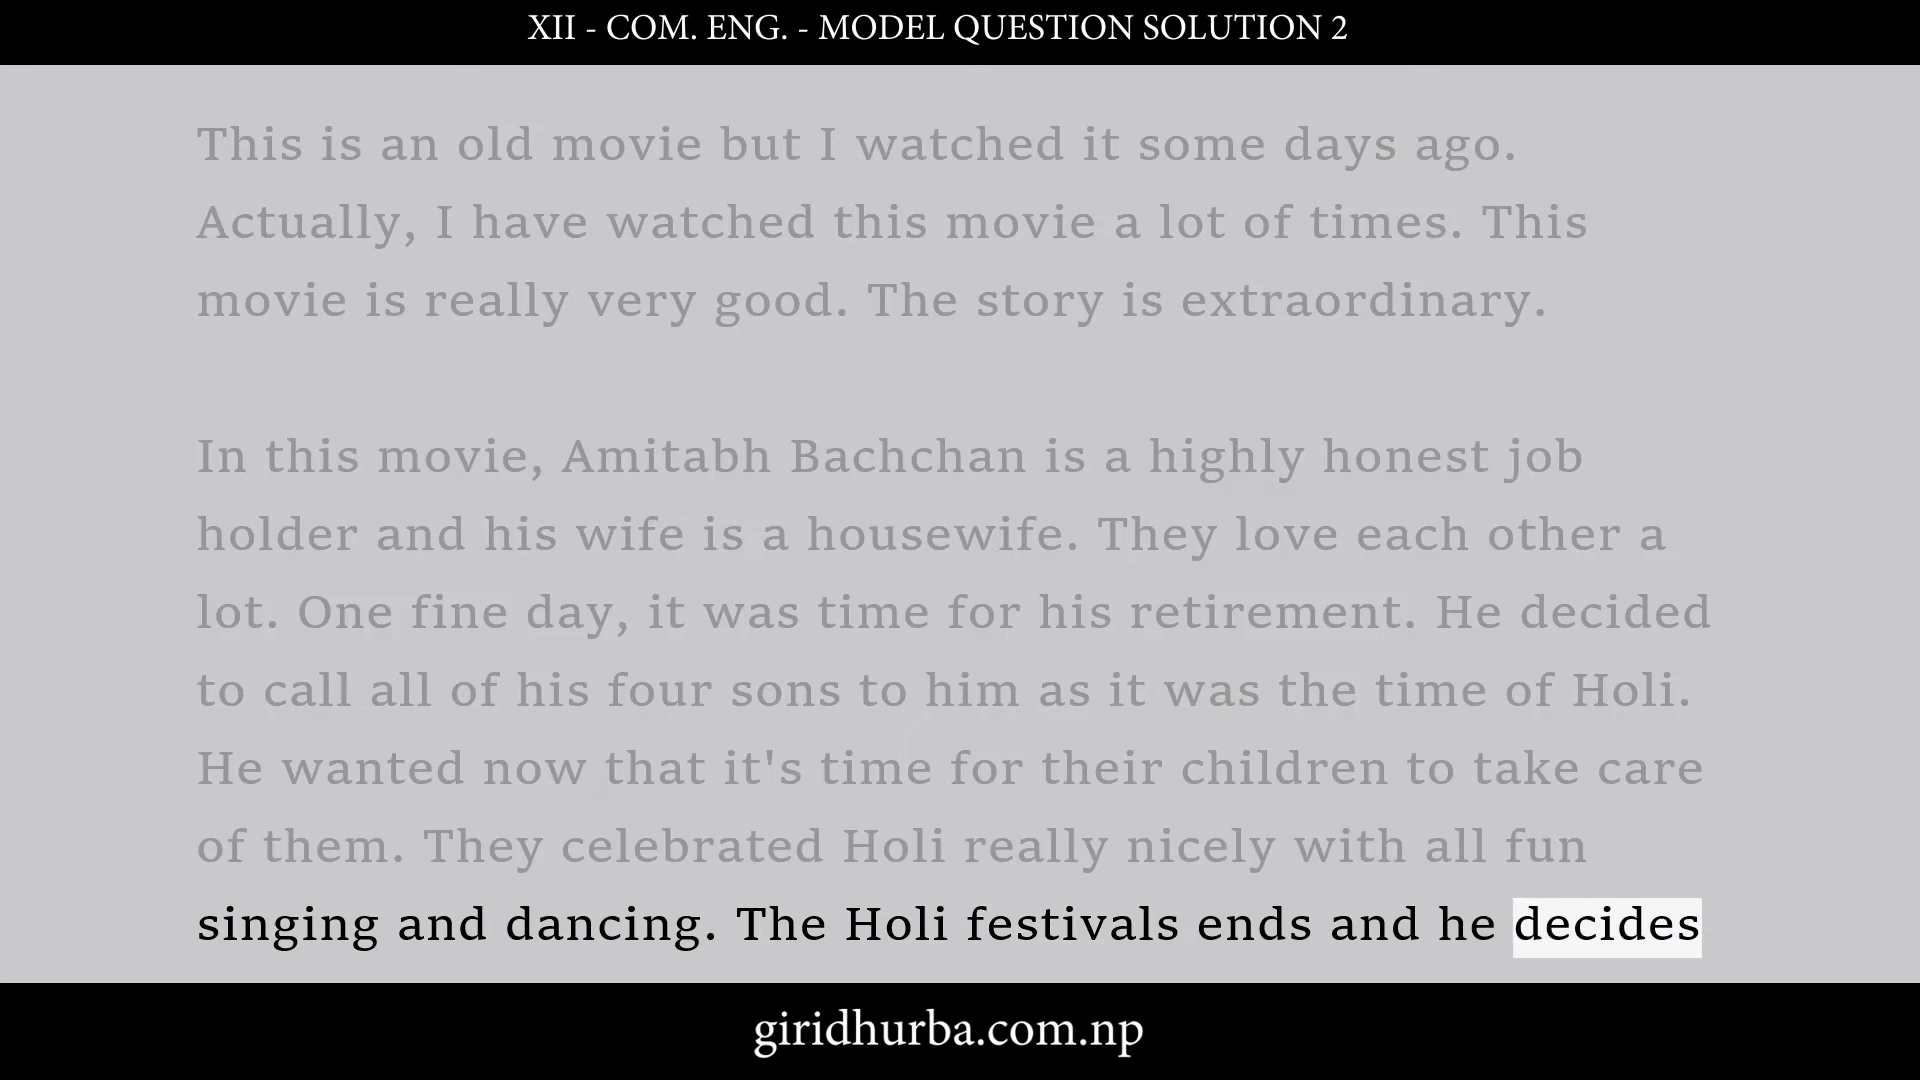 XII - COM. ENG. - MODEL QUESTION SOLUTION 2
This is an old movie but I watched it some days ago.
Actually, I have watched this movie a lot of times. This
movie is really very good. The story is extraordinary.
In this movie, Amitabh Bachchan is a highly honest job
holder and his wife is a housewife. They love each other a
lot. One fine day, it was time for his retirement. He decided
to call all of his four sons to him as it was the time of Holi.
He wanted now that it's time for their children to take care
of them. They celebrated Holi really nicely with all fun
singing and dancing. The Holi festivals ends and he decides
giridhurba.com.np